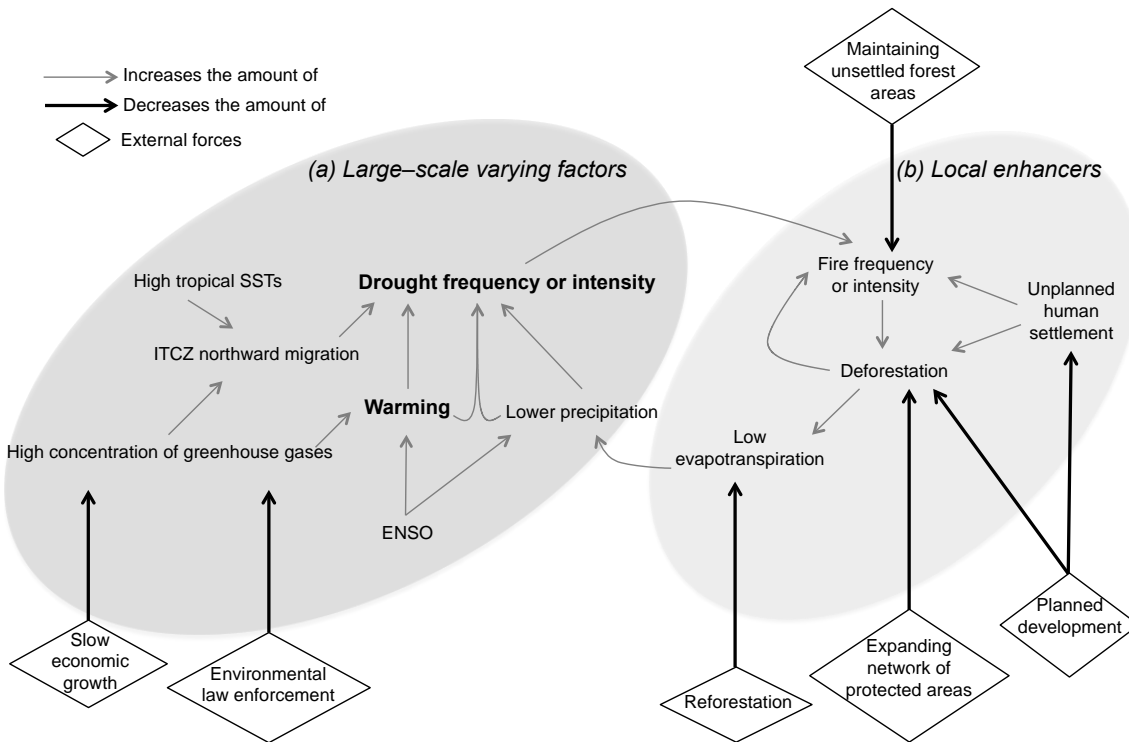 Maintaining
unsettled forest
areas
Increases the amount of
Decreases the amount of
External forces
(a) Large–scale varying factors
(b) Local enhancers
High tropical SSTs
Drought frequency or intensity
Fire frequency
or intensity
Unplanned
human
settlement
ITCZ northward migration
Deforestation
Warming
Lower precipitation
High concentration of greenhouse gases
Low
evapotranspiration
ENSO
Slow
economic
growth
Environmental
law enforcement
Reforestation
Expanding
network of
protected areas
Planned
development